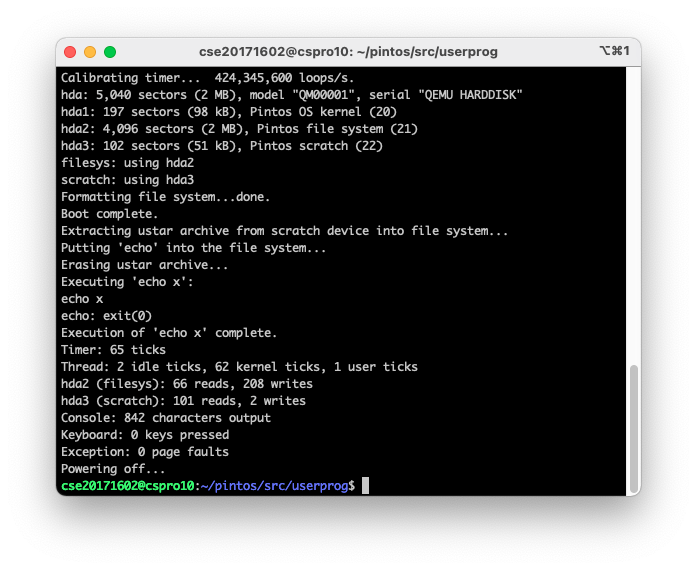 cse20171602@cspro10: ~/pintos/src/userprog
⌥⌘1
Calibrating timer...  424,345,600 loops/s.
hda: 5,040 sectors (2 MB), model "QM00001", serial "QEMU HARDDISK"
hda1: 197 sectors (98 kB), Pintos OS kernel (20)
hda2: 4,096 sectors (2 MB), Pintos file system (21)
hda3: 102 sectors (51 kB), Pintos scratch (22)
filesys: using hda2
scratch: using hda3
Formatting file system...done.
Boot complete.
Extracting ustar archive from scratch device into file system...
Putting 'echo' into the file system...
Erasing ustar archive...
Executing 'echo x':
echo x
echo: exit(0)
Execution of 'echo x' complete.
Timer: 65 ticks
Thread: 2 idle ticks, 62 kernel ticks, 1 user ticks
hda2 (filesys): 66 reads, 208 writes
hda3 (scratch): 101 reads, 2 writes
Console: 842 characters output
Keyboard: 0 keys pressed
Exception: 0 page faults
Powering off...
cse20171602@cspro10:~/pintos/src/userprog$